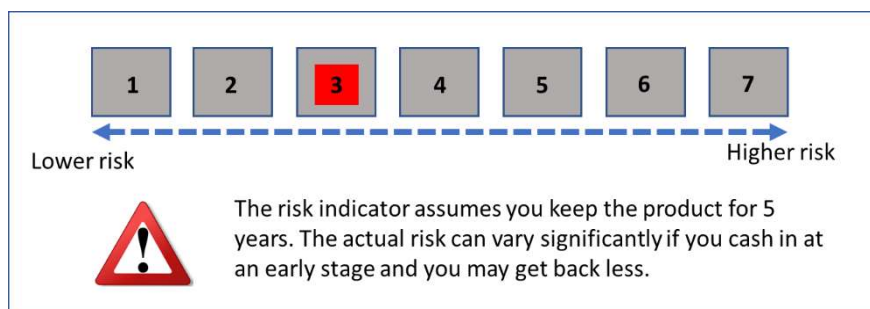 1 2 3 4 5 6 7
Lower risk
Higher risk
The risk indicator assumes you keep the product for 5
years. The actual risk can vary significantly if you cash in at
an early stage and you may get back less.